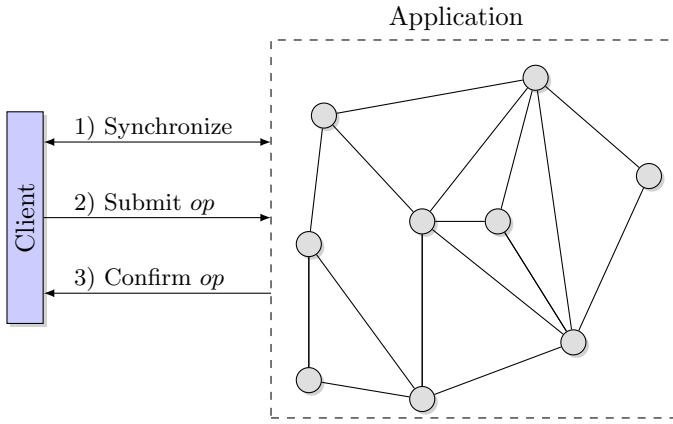 Application
1) Synchronize
2) Submit op
3) Confirm op
Client